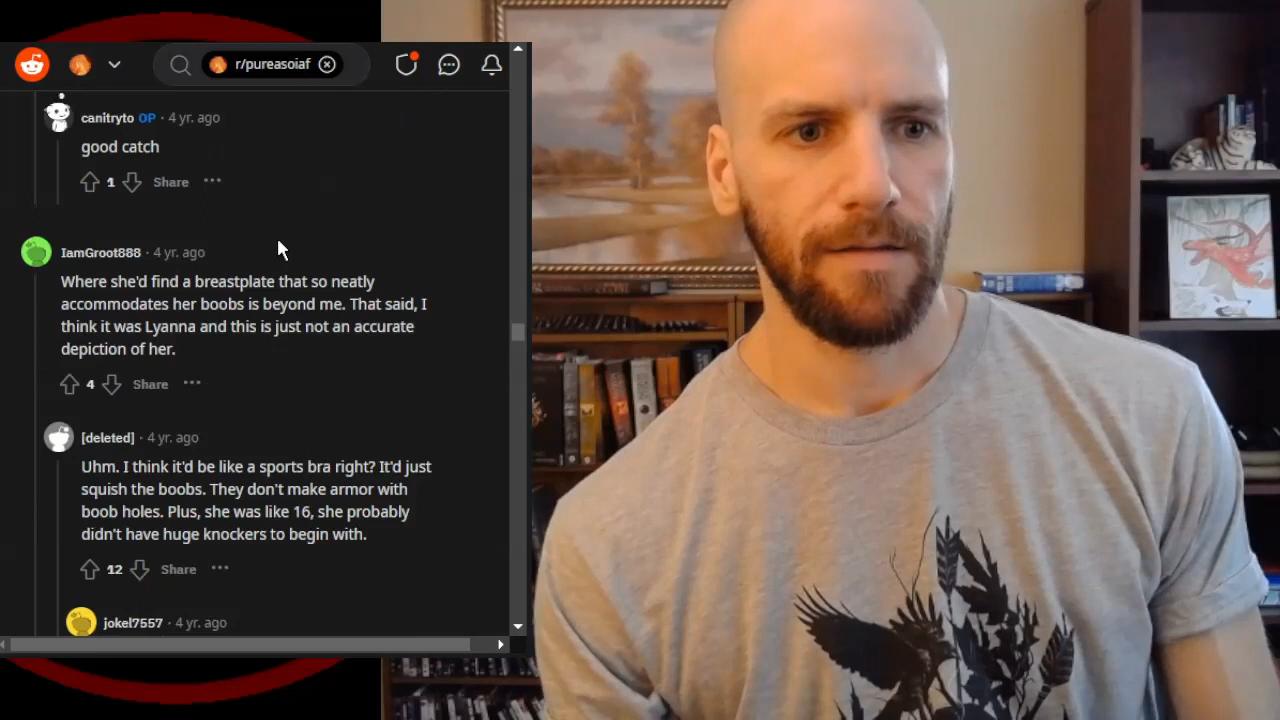 r/pureasoiaf
canitryto OP · 4 yr. ago
good catch
1 Share ···
IamGroot888 · 4 yr. ago
Where she'd find a breastplate that so neatly
accommodates her boobs is beyond me. That said, I
think it was Lyanna and this is just not an accurate
depiction of her.
4 Share ···
[deleted] · 4 yr. ago
Uhm. I think it'd be like a sports bra right? It'd just
squish the boobs. They don't make armor with
boob holes. Plus, she was like 16, she probably
didn't have huge knockers to begin with.
12 Share ···
jokel7557 · 4 yr. ago